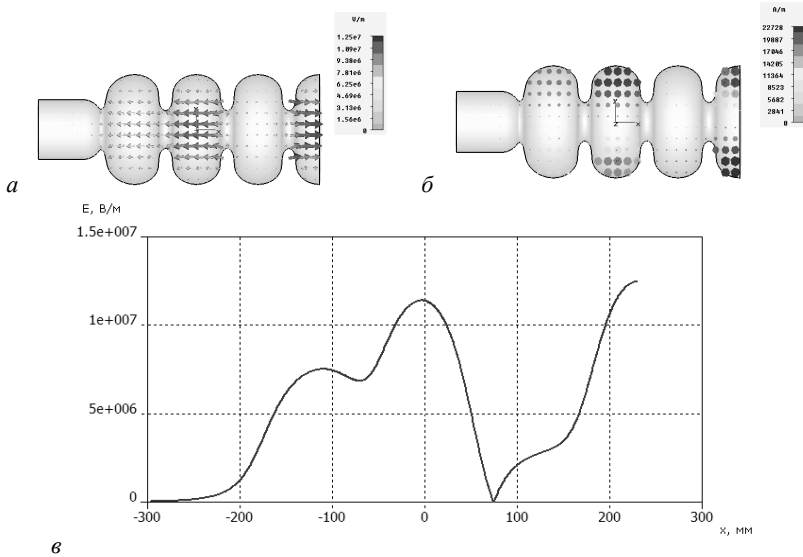 V/m
1.25e7
1.09e7
9.38e6
7.81e6
6.25e6
4.69e6
3.13e6
1.56e6
0
y
z x
а
A/m
22728
19887
17046
14205
11364
8523
5682
2841
0
y
z x
б
E, В/м
1.5e+007
1e+007
5e+006
0
-300 -200 -100 0 100 200 300
x, мм
в